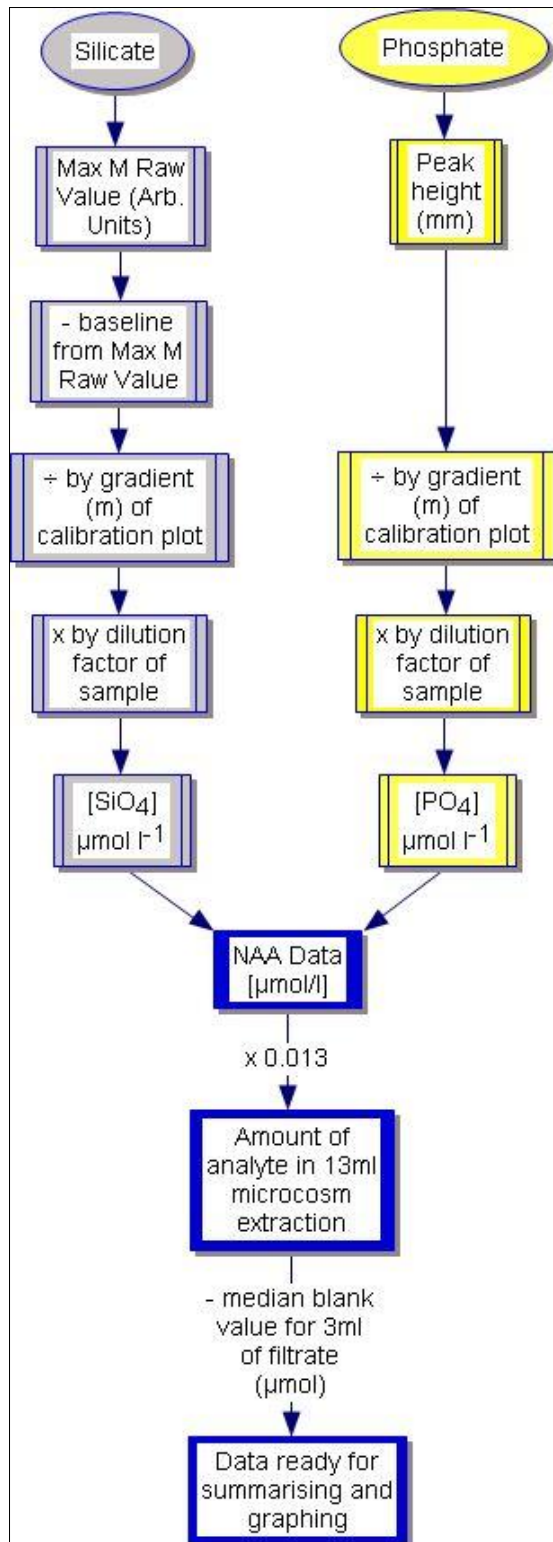 Silicate
Phosphate
Max M Raw
Value (Arb.
Units)
Peak
height
(mm)
- baseline
from Max M
Raw Value
÷ by gradient
(m) of
calibration plot
÷ by gradient
(m) of
calibration plot
x by dilution
factor of
sample
x by dilution
factor of
sample
[SiO4]
µmol l-1
[PO4]
µmol l-1
NAA Data
[µmol/l]
x 0.013
Amount of
analyte in 13ml
microcosm
extraction
- median blank
value for 3ml
of filtrate
(µmol)
Data ready for
summarising and
graphing